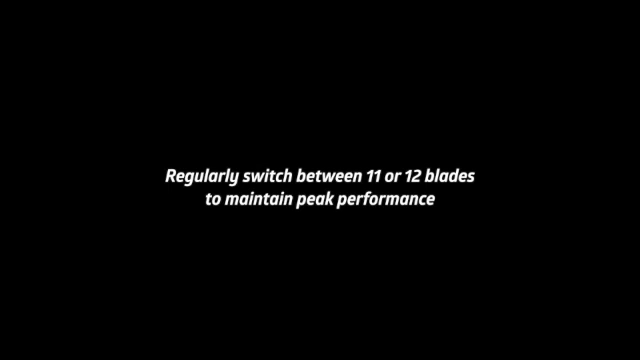 Regularly switch between 11 or 12 blades
to maintain peak performance